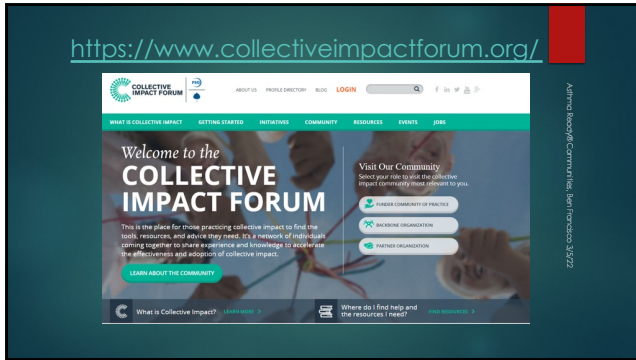 https://www.collectiveimpactforum.org/
COLLECTIVE
IMPACT FORUM
FSG
ABOUT US PROFILE DIRECTORY BLOG LOGIN
WHAT IS COLLECTIVE IMPACT GETTING STARTED INITIATIVES COMMUNITY RESOURCES EVENTS JOBS
Welcome to the
COLLECTIVE
IMPACT FORUM
This is the place for those practicing collective impact to find the
tools, resources, and advice they need. It's a network of individuals
coming together to share experience and knowledge to accelerate
the effectiveness and adoption of collective impact.
LEARN ABOUT THE COMMUNITY
Visit Our Community
Select your role to visit the collective
impact community most relevant to you.
FUNDER COMMUNITY OF PRACTICE
BACKBONE ORGANIZATION
PARTNER ORGANIZATION
What is Collective Impact? LEARN MORE >
Where do I find help and
the resources I need? FIND RESOURCES >
Asthma Ready® Communities, Ben Francisco 3/5/22